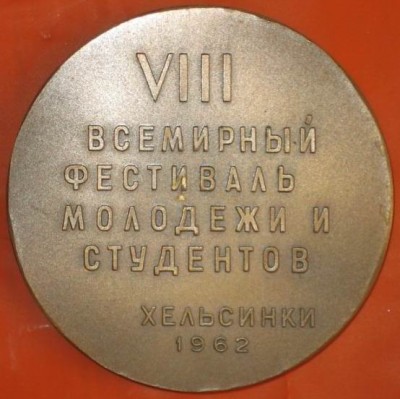 VIII
ВСЕМИРНЫЙ
ФЕСТИВАЛЬ
МОЛОДЕЖИ И
СТУДЕНТОВ
ХЕЛЬСИНКИ
1962